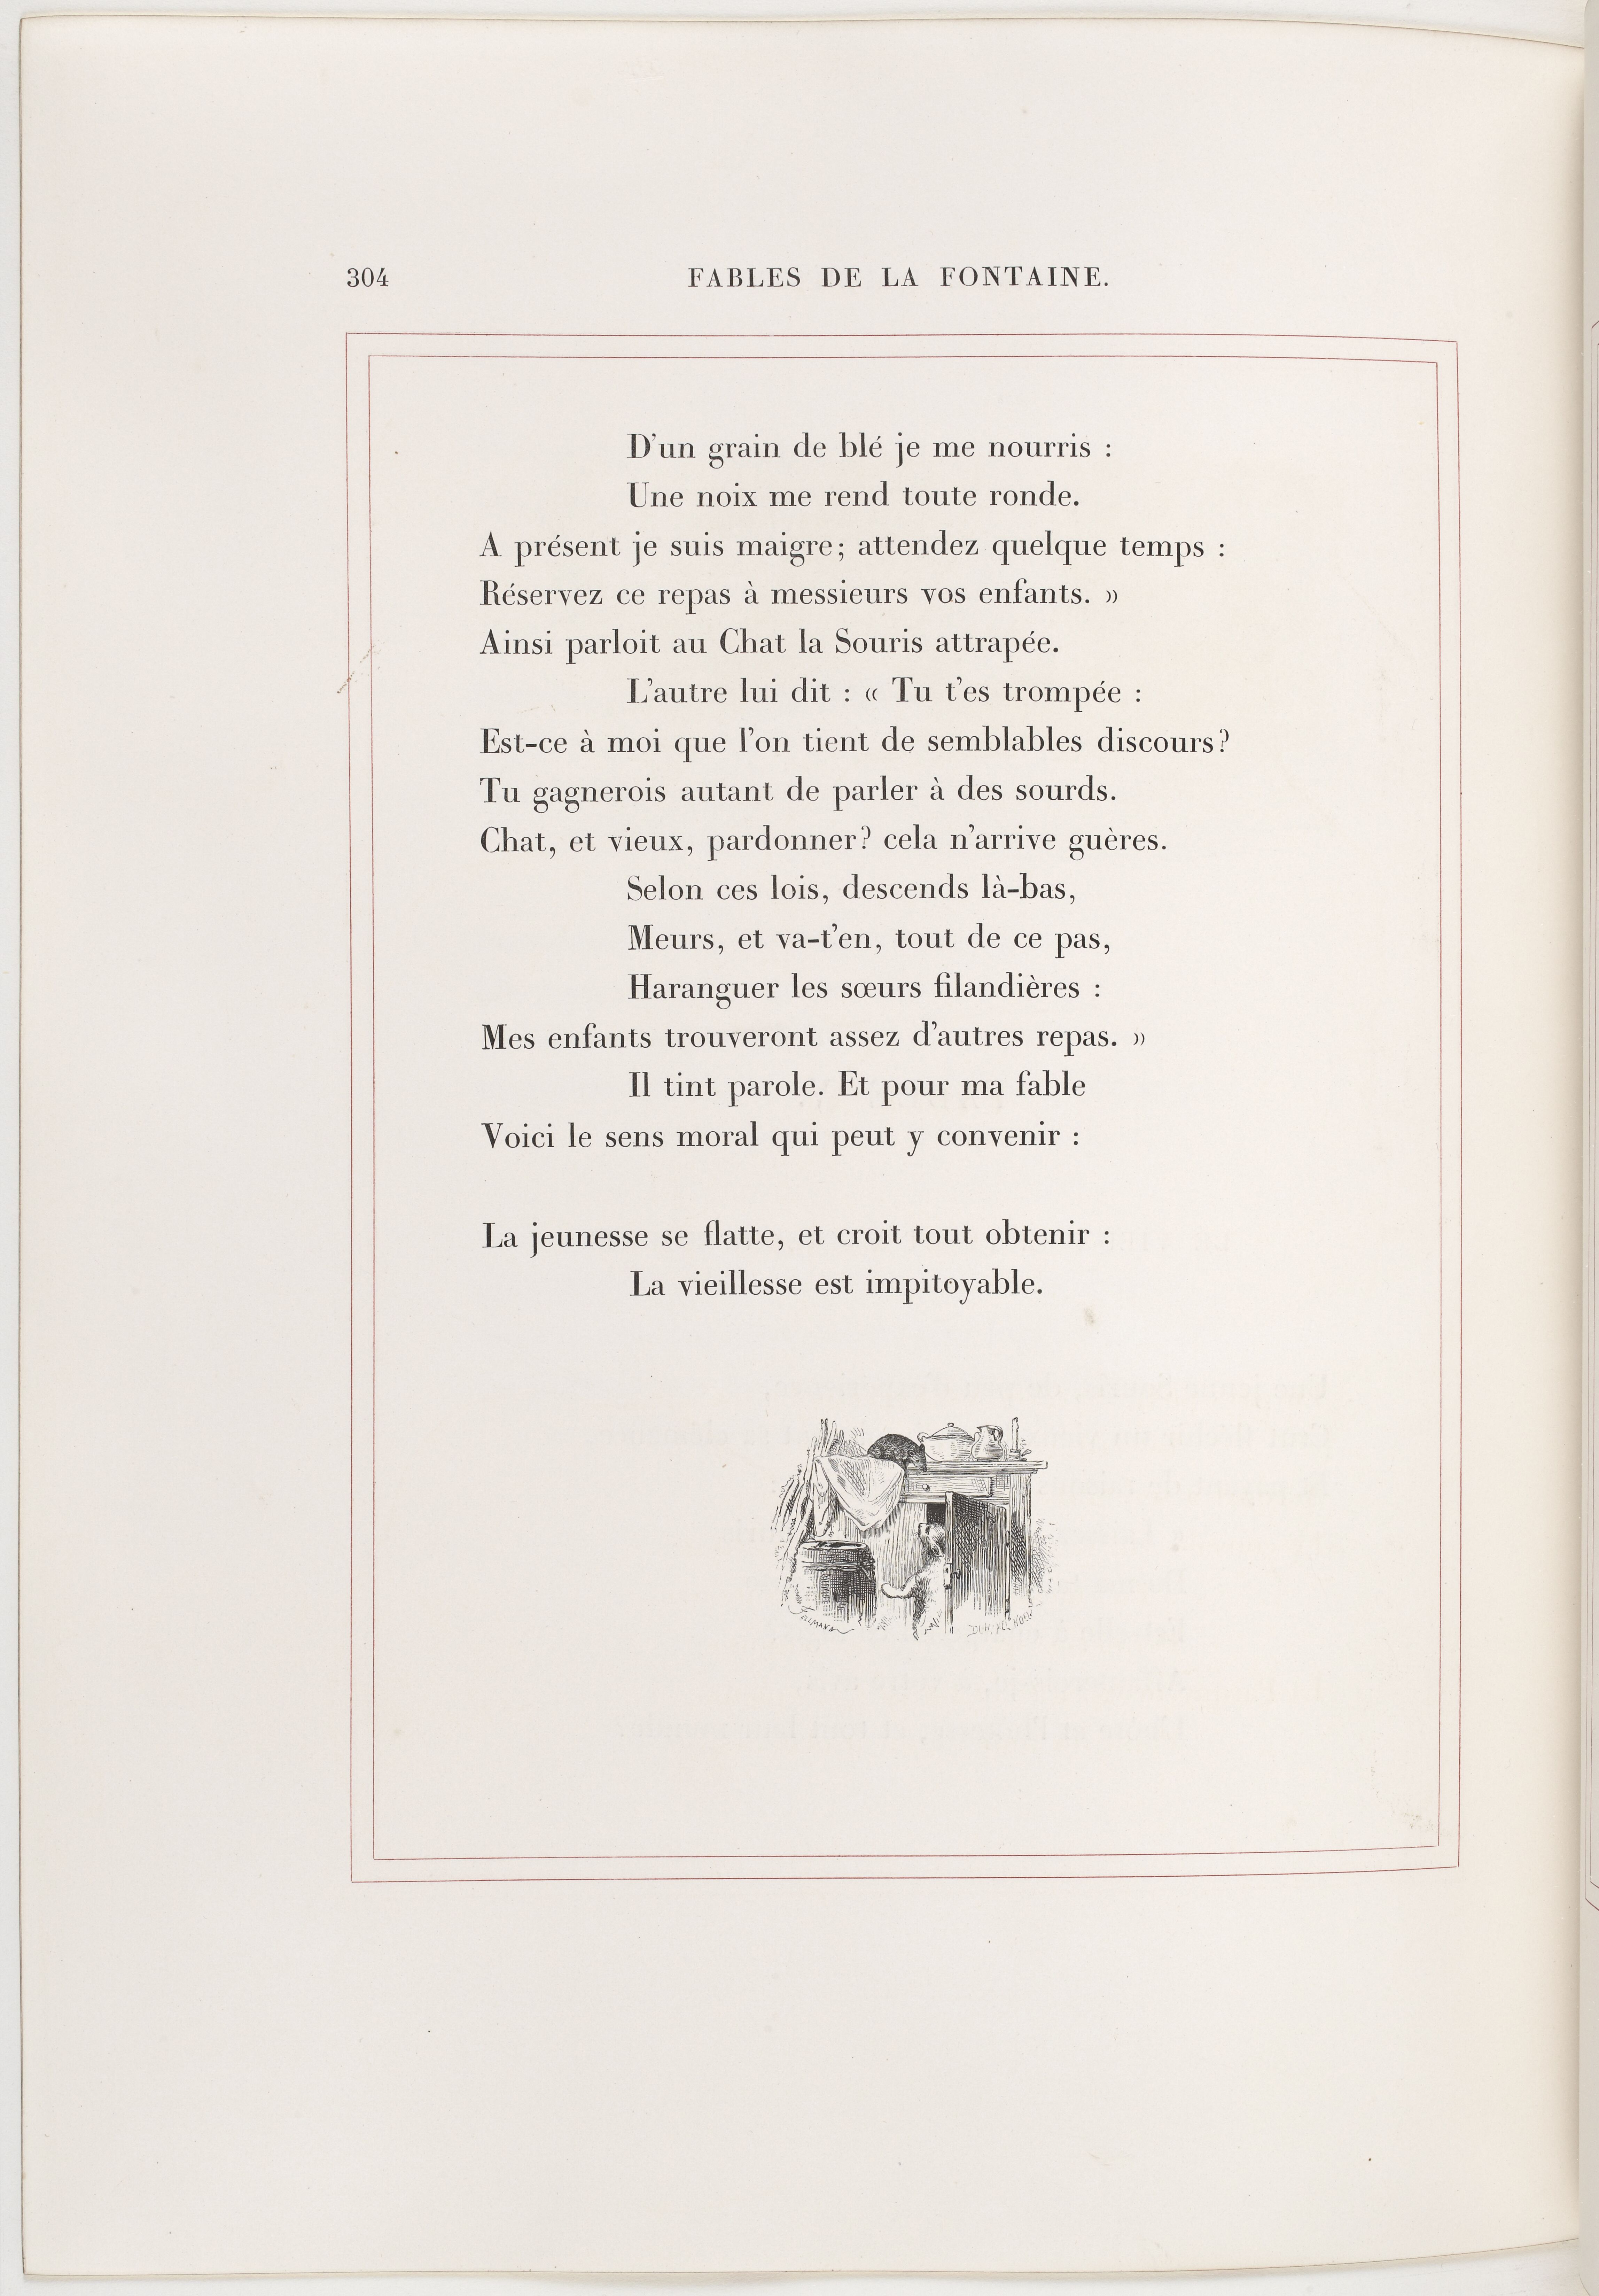 304
FABLES DE LA FONTAINE.
D'un grain de blé je me nourris :
Une noix me rend toute ronde.
A présent je suis maigre; attendez quelque temps :
Réservez ce repas à messieurs vos enfants. »
Ainsi parloit au Chat la Souris attrapée.
L'autre lui dit : « Tu t'es trompée :
Est-ce à moi que l'on tient de semblables discours?
Tu gagnerois autant de parler à des sourds.
Chat, et vieux, pardonner? cela n'arrive guères.
Selon ces lois, descends là-bas,
Meurs, et va-t'en, tout de ce pas,
Haranguer les sœurs filandières :
Mes enfants trouveront assez d'autres repas. »
Il tint parole. Et pour ma fable
Voici le sens moral qui peut y convenir :
La jeunesse se flatte, et croit tout obtenir :
La vieillesse est impitoyable.